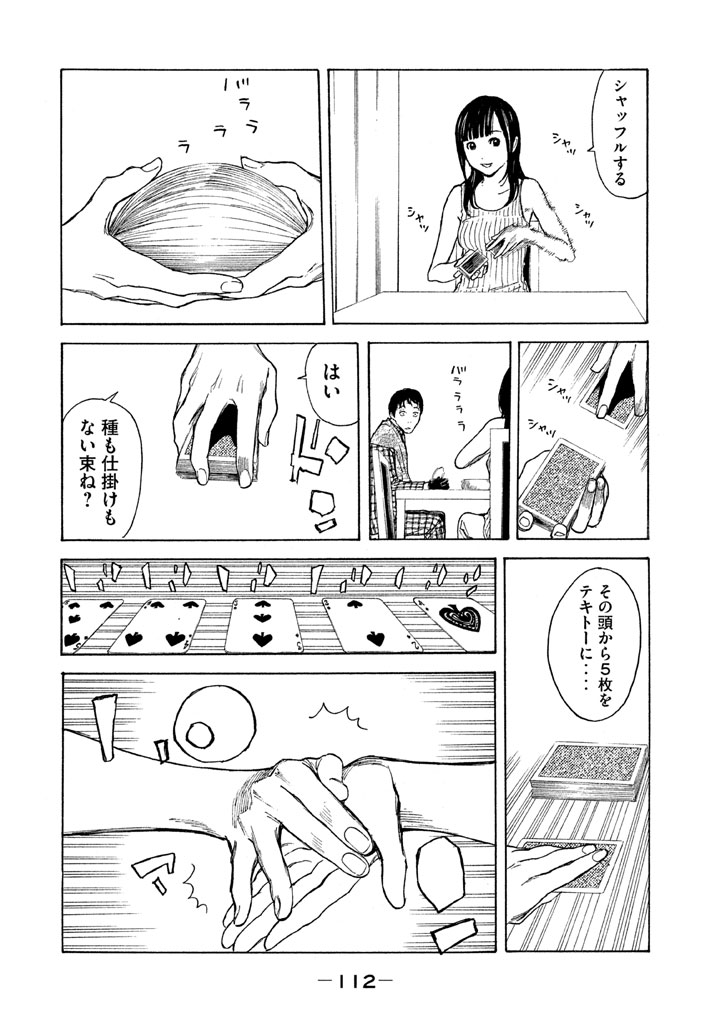 シャッフルする
シャッ
シャッ
シャッ
バラララ
シャッ
シャッ
バラララ
はい
種も仕掛けも
ない束ね?
その頭から5枚を
テキトーに‥‥
ー112ー